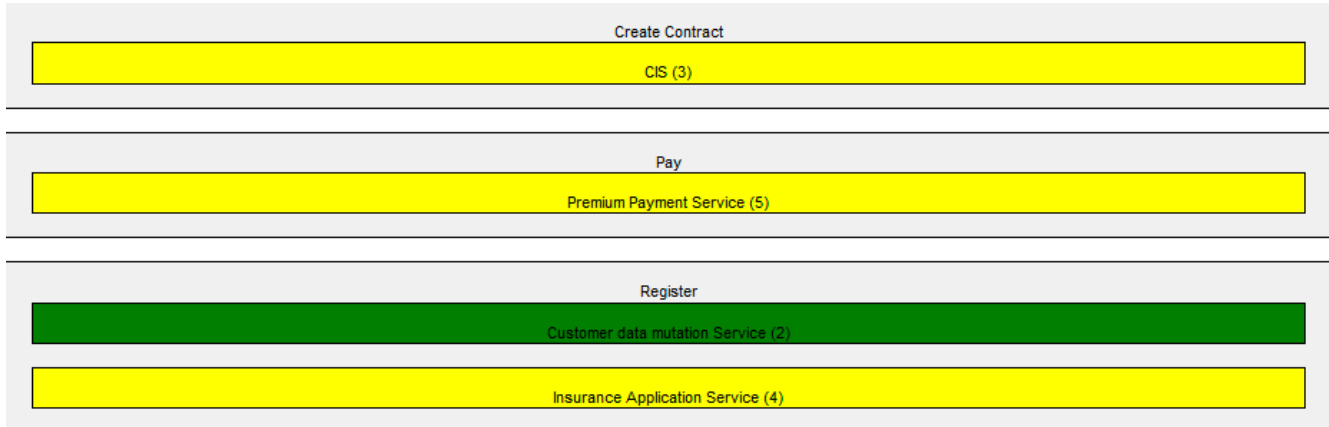 Create Contract
CIS (3)
Pay
Premium Payment Service (5)
Register
Customer data mutation Service (2)
Insurance Application Service (4)